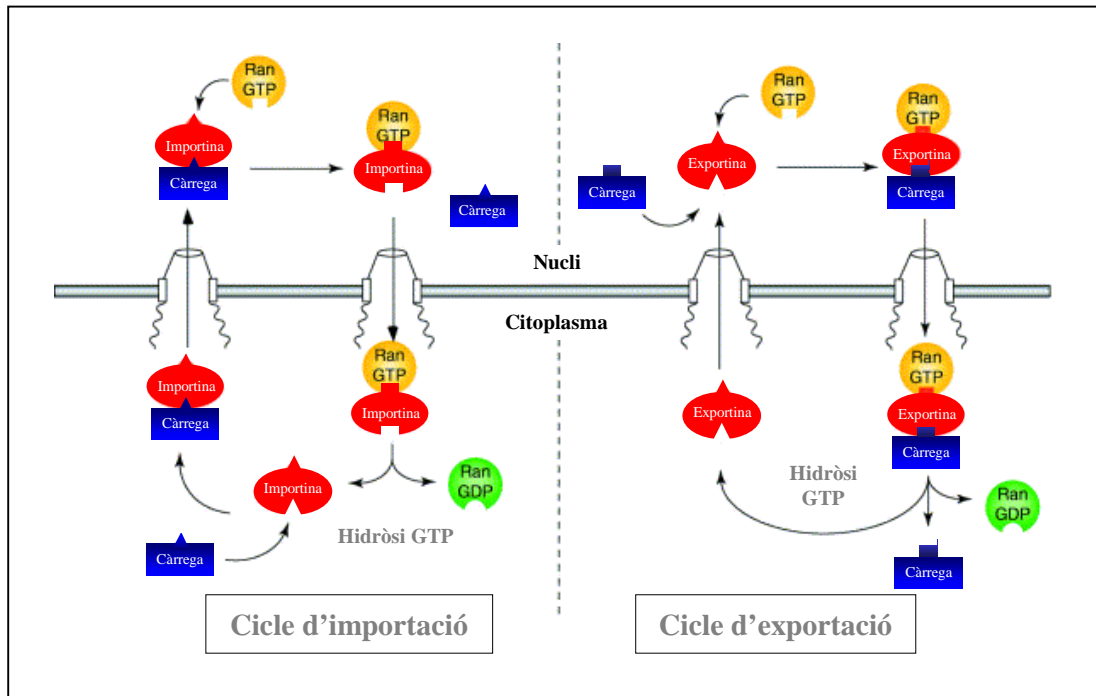 Ran
GTP
Importina
Càrrega
Ran
GTP
Importina
Càrrega
Nucli
Citoplasma
Importina
Càrrega
Ran
GTP
Importina
Importina
Ran
GDP
Hidròsi GTP
Càrrega
Cicle d’importació
Ran
GTP
Càrrega
Exportina
Ran
GTP
Exportina
Càrrega
Exportina
Ran
GTP
Exportina
Càrrega
Hidròsi
GTP
Ran
GDP
Càrrega
Cicle d’exportació